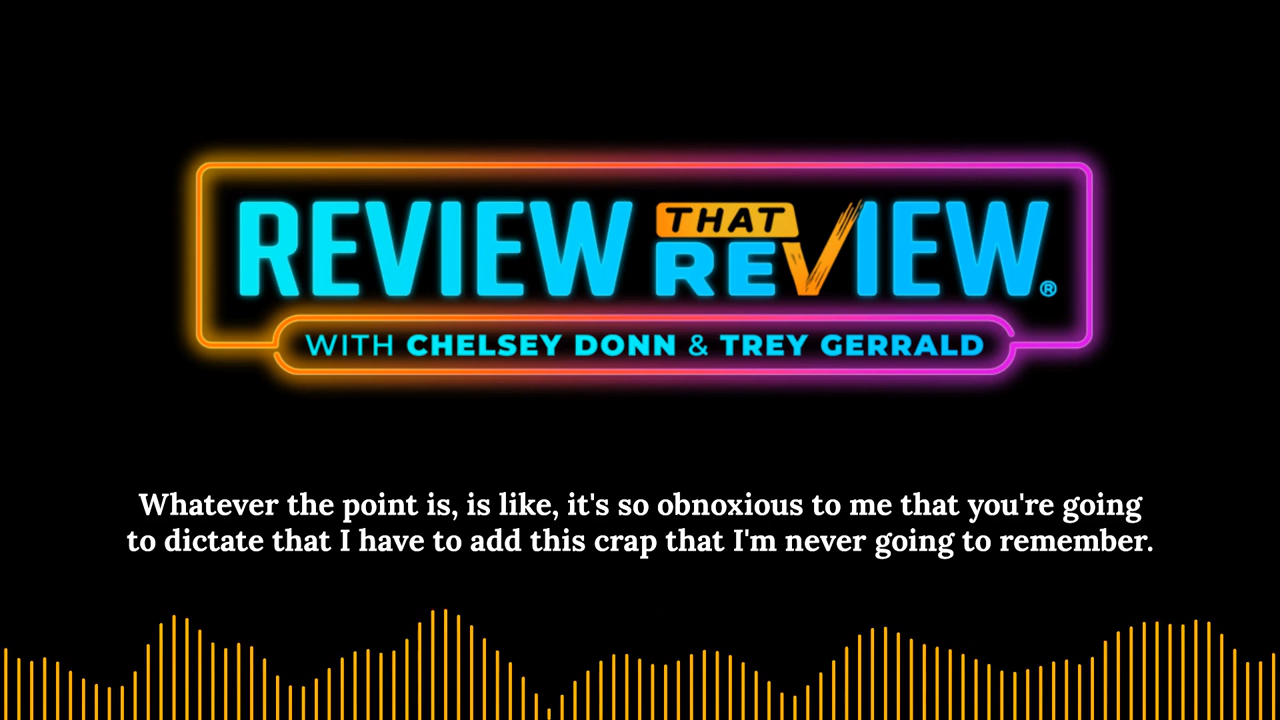 REVIEW THAT REVIEW®
WITH CHELSEY DONN & TREY GERRALD
Whatever the point is, is like, it's so obnoxious to me that you're going
to dictate that I have to add this crap that I'm never going to remember.